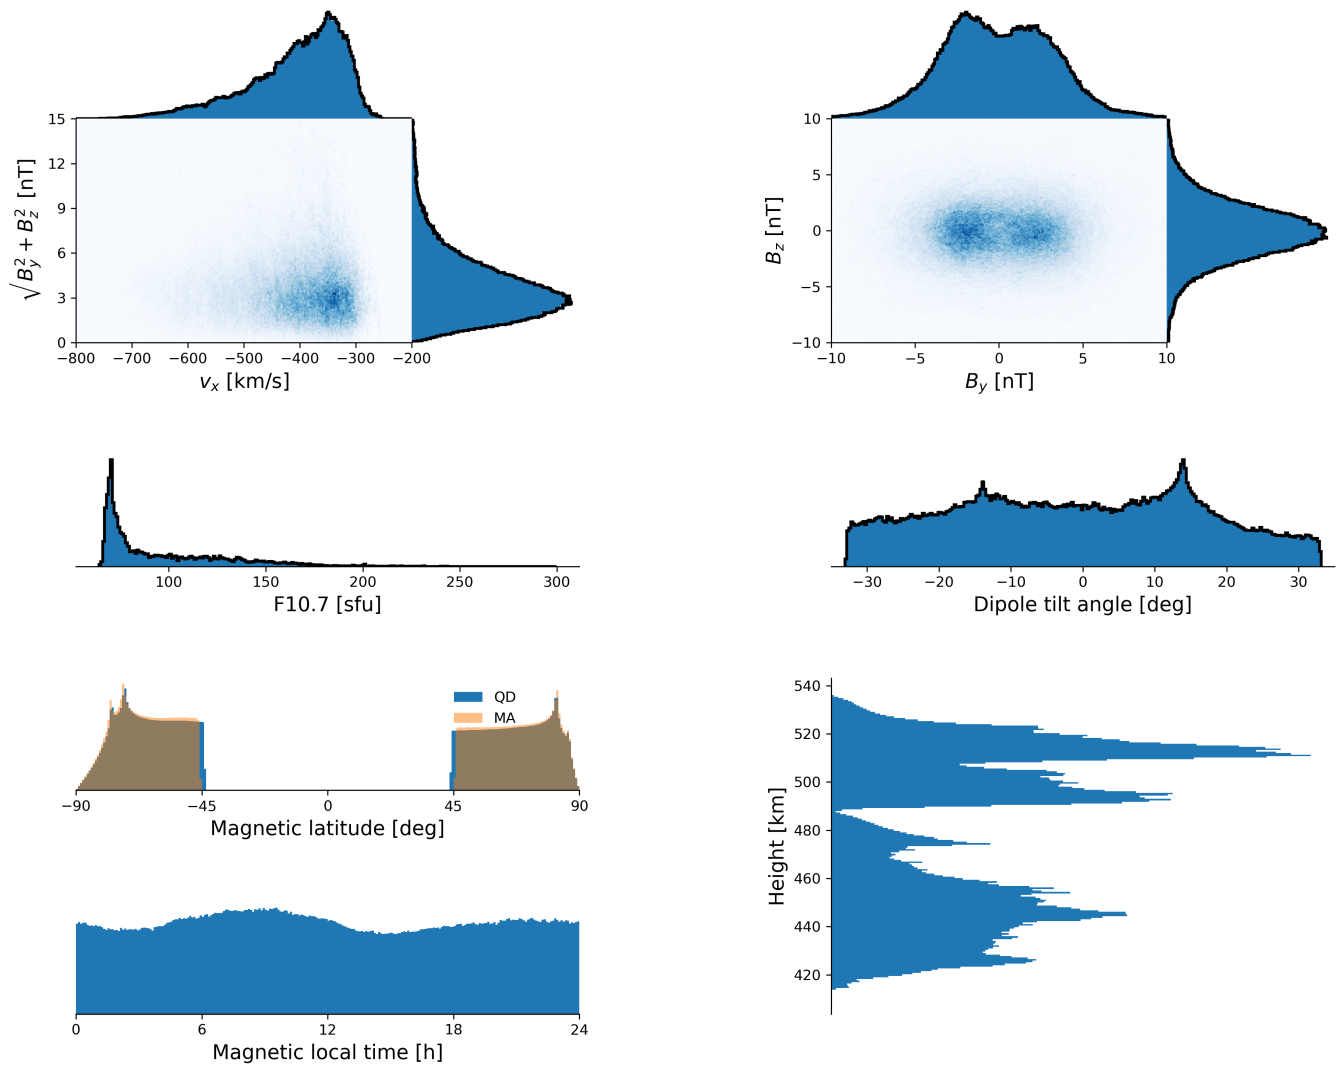 15
12
9
6
3
0
√B_y^2 + B_z^2 [nT]
−800 −700 −600 −500 −400 −300 −200
v_x [km/s]
10
5
0
−5
−10
B_z [nT]
−10 −5 0 5 10
B_y [nT]
100 150 200 250 300
F10.7 [sfu]
−30 −20 −10 0 10 20 30
Dipole tilt angle [deg]
QD
MA
−90 −45 0 45 90
Magnetic latitude [deg]
540
520
500
480
460
440
420
Height [km]
0 6 12 18 24
Magnetic local time [h]